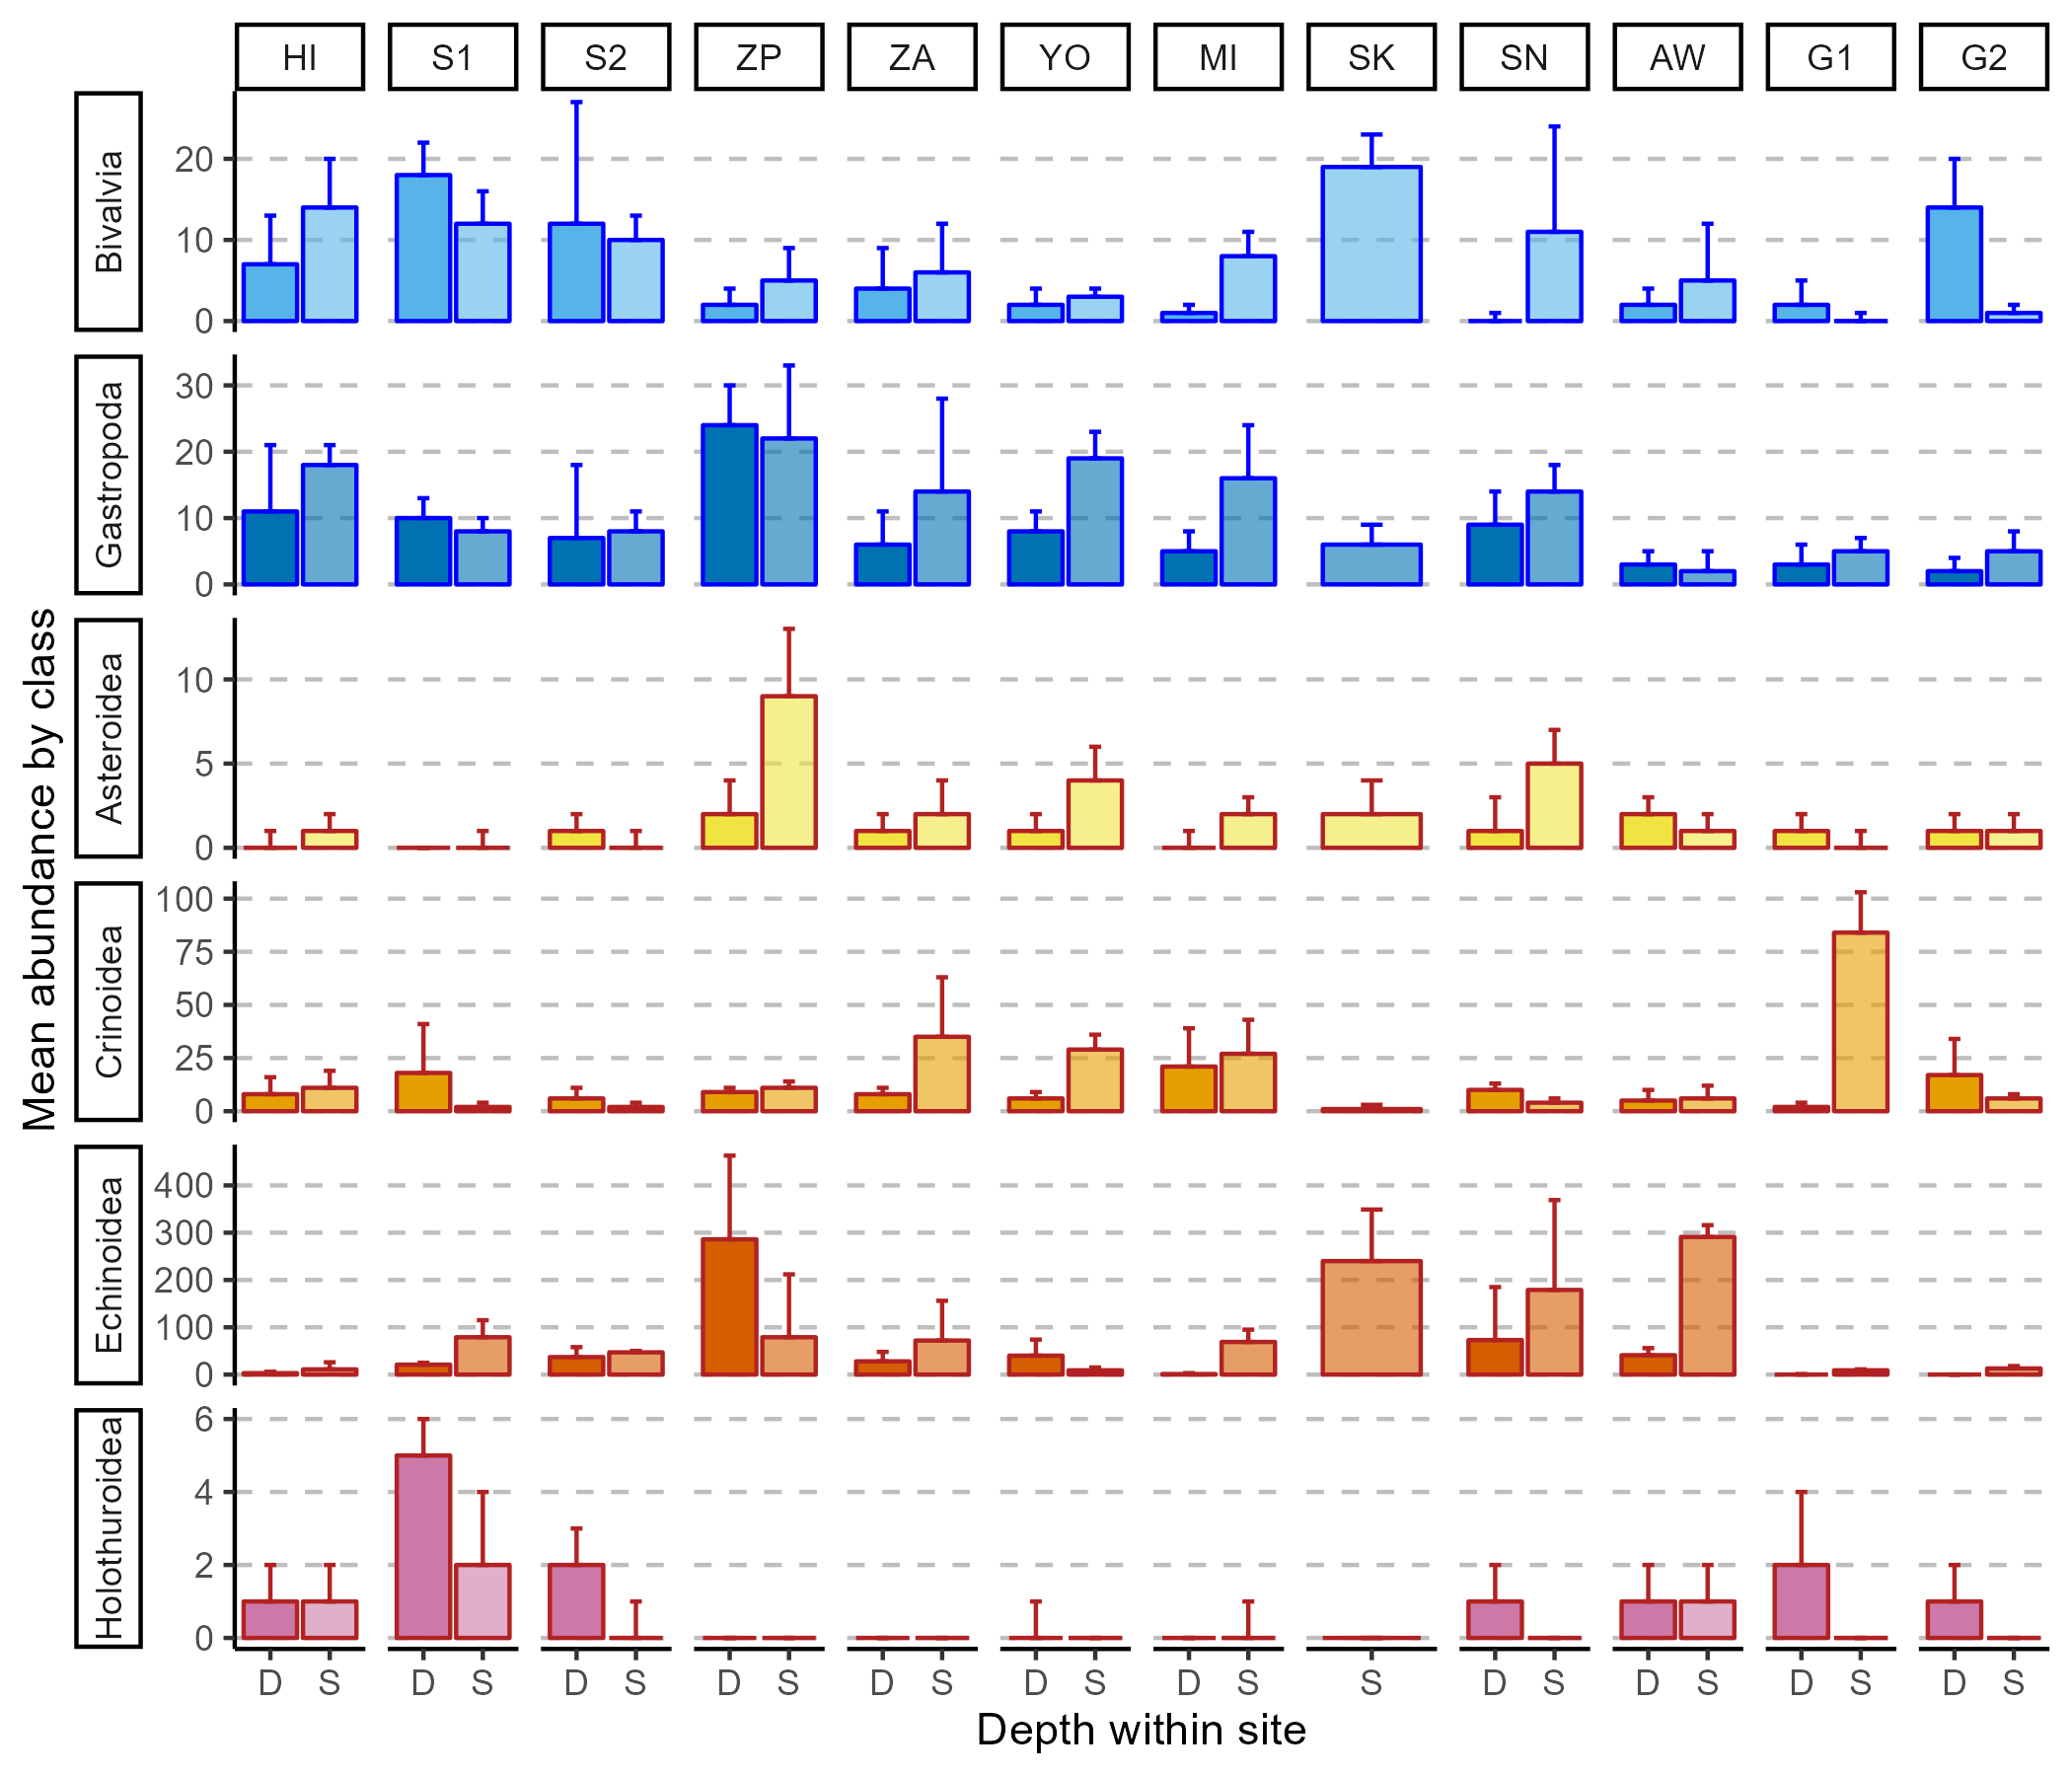 HI S1 S2 ZP ZA YO MI SK SN AW G1 G2
Mean abundance by class
Bivalvia
20
10
0
Gastropoda
30
20
10
0
Asteroidea
10
5
0
Crinoidea
100
75
50
25
0
Echinoidea
400
300
200
100
0
Holothuroidea
6
4
2
0
D S D S D S D S D S D S D S S D S D S D S D S
Depth within site